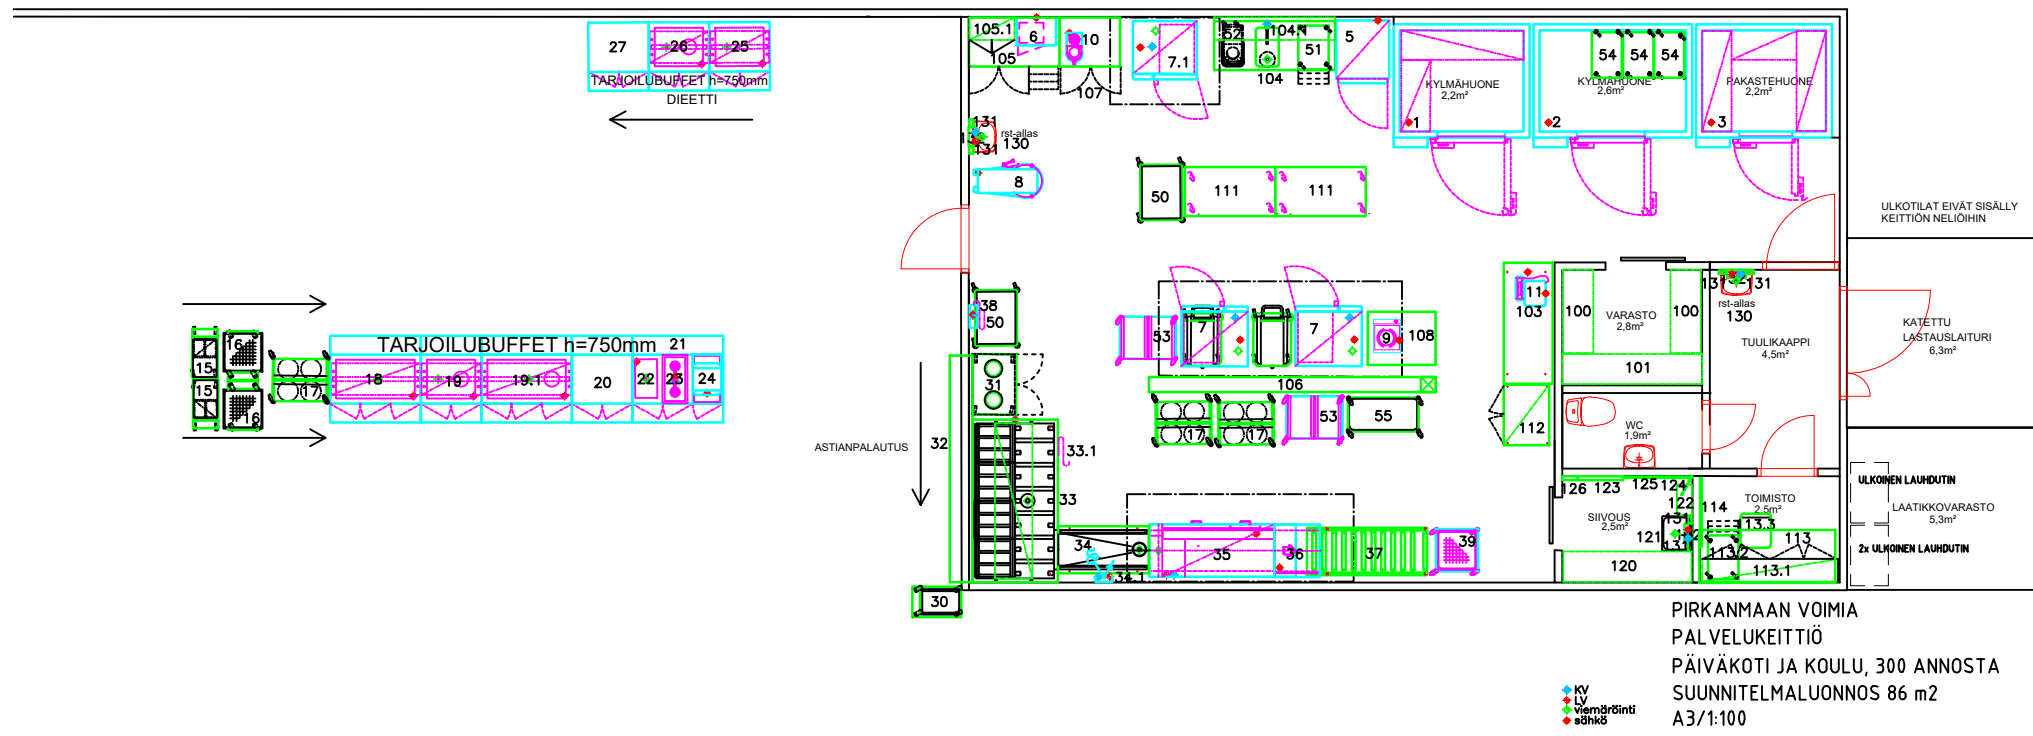 27
26
25
TARJOILUBUFFET h=750mm
DIEETTI
105.1
6
10
105
107
7.1
52
104.1
51
104
5
KYLMÄHUONE
2,2m²
1
54
54
54
KYLMÄHUONE
2,6m²
2
PAKASTEHUONE
2,2m²
3
131
rst-allas
130
131
8
50
111
111
ULKOTILAT EIVÄT SISÄLLY
KEITTIÖN NELIÖIHIN
38
50
53
7
7
9
108
11
103
100
100
VARASTO
2,8m²
101
131
131
rst-allas
130
TUULIKAAPPI
4,5m²
KATETTU
LASTAUSLAITURI
6,3m²
16
15
15
16
17
17
TARJOILUBUFFET h=750mm
21
18
19
19.1
20
22
23
24
31
106
17
17
53
55
112
WC
1,9m²
ASTIANPALAUTUS
32
33.1
33
34
34.1
35
36
37
39
30
126
123
125
124
122
131
SIIVOUS
2,5m²
121
131
120
114
TOIMISTO
2,5m²
113.3
113
113.2
113.1
ULKOINEN LAUHDUTIN
LAATIKKOVARASTO
5,3m²
2x ULKOINEN LAUHDUTIN
PIRKANMAAN VOIMIA
PALVELUKEITTIÖ
PÄIVÄKOTI JA KOULU, 300 ANNOSTA
SUUNNITELMALUONNOS 86 m2
A3/1:100
KV
LV
viemäröinti
sähkö